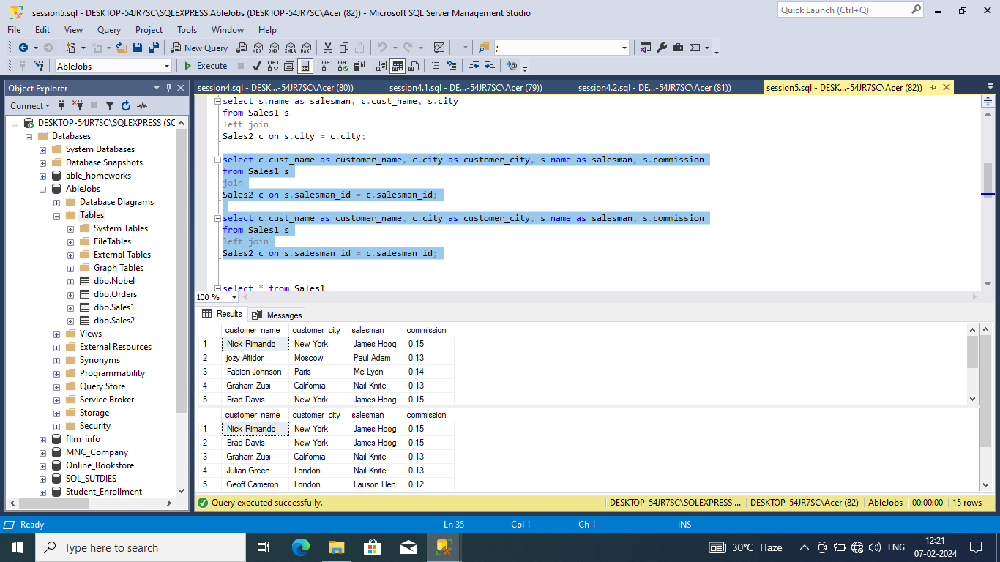 session5.sql - DESKTOP-54JR7SC\SQLEXPRESS.AbleJobs (DESKTOP-54JR7SC\Acer (82)) - Microsoft SQL Server Management Studio
Quick Launch (Ctrl+Q)
File Edit View Query Project Tools Window Help
New Query MDX DMX XMLA DAX ;
AbleJobs Execute
Object Explorer
Connect
DESKTOP-54JR7SC\SQLEXPRESS (SC
Databases
System Databases
Database Snapshots
able_homeworks
AbleJobs
Database Diagrams
Tables
System Tables
FileTables
External Tables
Graph Tables
dbo.Nobel
dbo.Orders
dbo.Sales1
dbo.Sales2
Views
External Resources
Synonyms
Programmability
Query Store
Service Broker
Storage
Security
flim_info
MNC_Company
Online_Bookstore
SQL_SUTDIES
Student_Enrollment
session4.sql - DESK...-54JR7SC\Acer (80)) session4.1.sql - DE...-54JR7SC\Acer (79)) session4.2.sql - DE...-54JR7SC\Acer (81)) session5.sql - DESK...-54JR7SC\Acer (82))
select s.name as salesman, c.cust_name, s.city
from Sales1 s
left join
Sales2 c on s.city = c.city;
select c.cust_name as customer_name, c.city as customer_city, s.name as salesman, s.commission
from Sales1 s
join
Sales2 c on s.salesman_id = c.salesman_id;
select c.cust_name as customer_name, c.city as customer_city, s.name as salesman, s.commission
from Sales1 s
left join
Sales2 c on s.salesman_id = c.salesman_id;
select * from Sales1
100 %
Results Messages
customer_name customer_city salesman commission
1 Nick Rimando New York James Hoog 0.15
2 jozy Altidor Moscow Paul Adam 0.13
3 Fabian Johnson Paris Mc Lyon 0.14
4 Graham Zusi California Nail Knite 0.13
5 Brad Davis New York James Hoog 0.15
customer_name customer_city salesman commission
1 Nick Rimando New York James Hoog 0.15
2 Brad Davis New York James Hoog 0.15
3 Graham Zusi California Nail Knite 0.13
4 Julian Green London Nail Knite 0.13
5 Geoff Cameron London Lauson Hen 0.12
Query executed successfully. DESKTOP-54JR7SC\SQLEXPRESS ... DESKTOP-54JR7SC\Acer (82) AbleJobs 00:00:00 15 rows
Ready Ln 35 Col 1 Ch 1 INS
Type here to search 30°C Haze ENG 12:21
07-02-2024